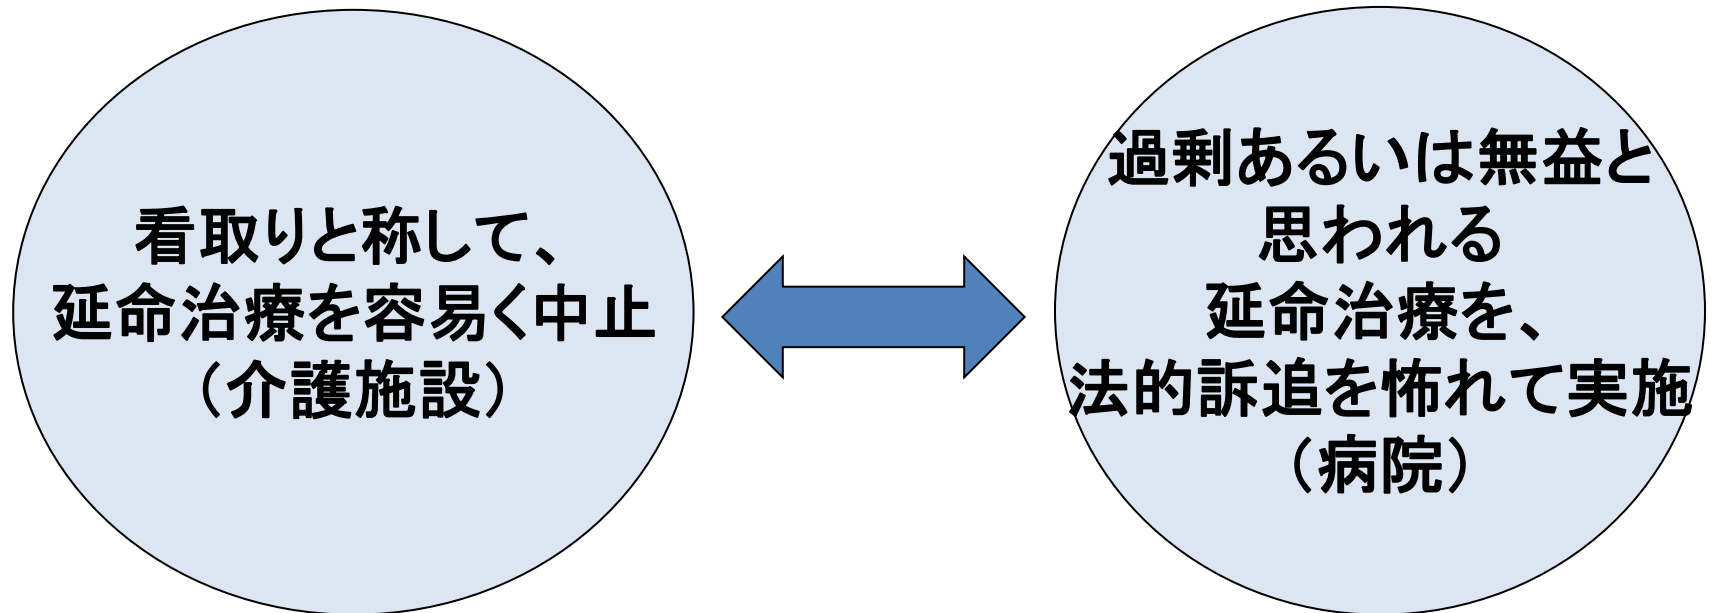 看取りと称して、
延命治療を容易く中止
（介護施設）
過剰あるいは無益と
思われる
延命治療を、
法的訴追を怖れて実施
（病院）